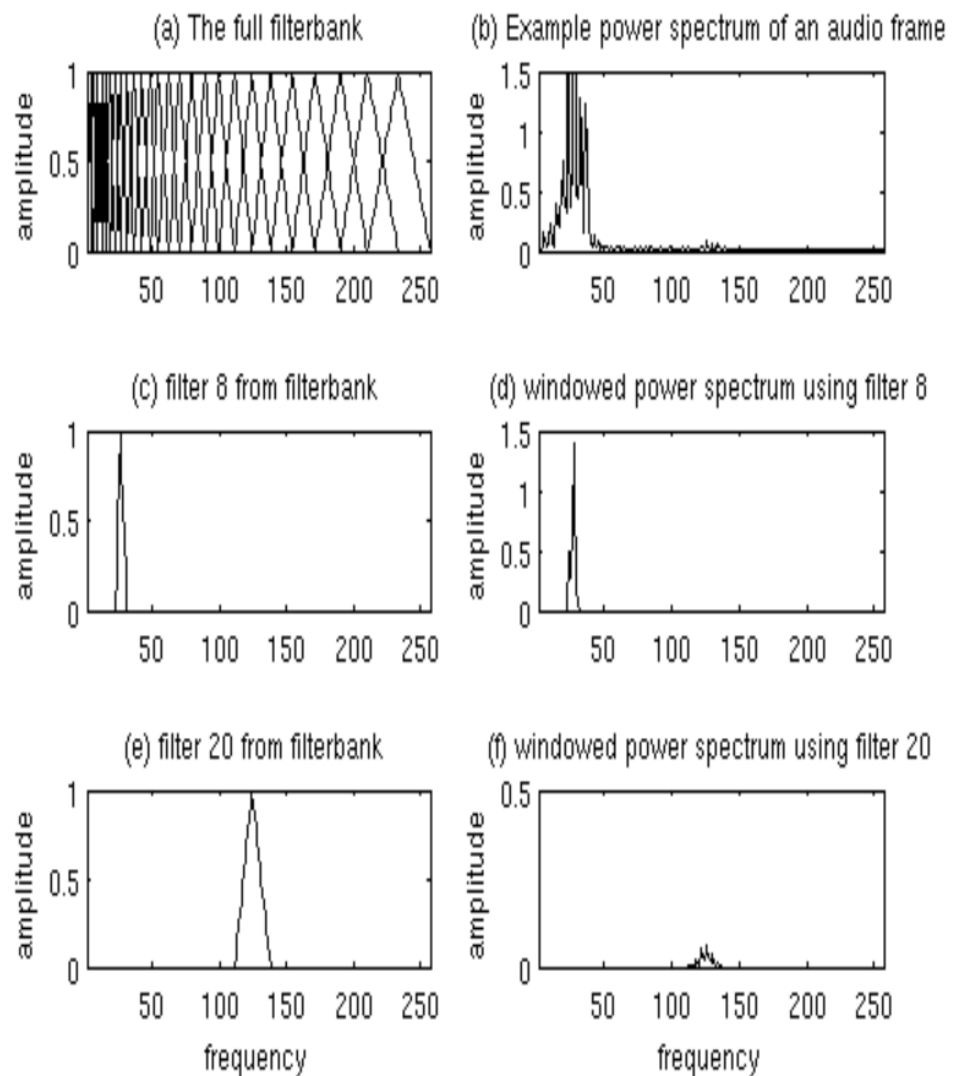 (a) The full filterbank
amplitude
1
0.5
0
50 100 150 200 250
(b) Example power spectrum of an audio frame
amplitude
1.5
1
0.5
0
50 100 150 200 250
(c) filter 8 from filterbank
amplitude
1
0.5
0
50 100 150 200 250
(d) windowed power spectrum using filter 8
amplitude
1.5
1
0.5
0
50 100 150 200 250
(e) filter 20 from filterbank
amplitude
1
0.5
0
50 100 150 200 250
frequency
(f) windowed power spectrum using filter 20
amplitude
0.5
0
50 100 150 200 250
frequency